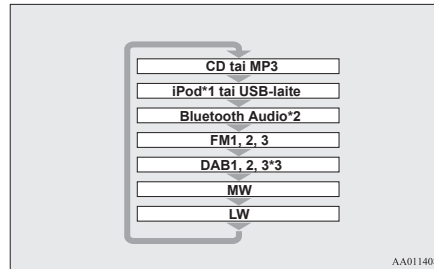 CD tai MP3
iPod*1 tai USB-laite
Bluetooth Audio*2
FM1, 2, 3
DAB1, 2, 3*3
MW
LW